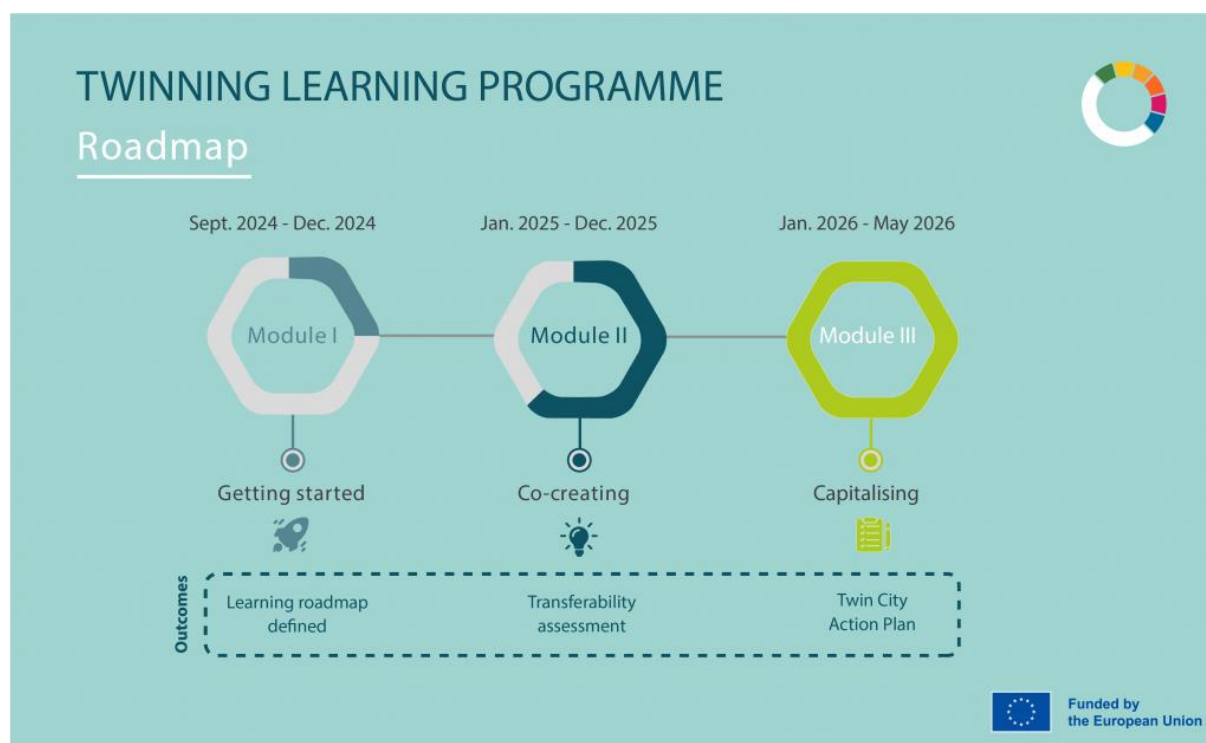 TWINNING LEARNING PROGRAMME
Roadmap
Sept. 2024 - Dec. 2024
Jan. 2025 - Dec. 2025
Jan. 2026 - May 2026
Module I
Module II
Module III
Getting started
Co-creating
Capitalising
Outcomes
Learning roadmap
defined
Transferability
assessment
Twin City
Action Plan
Funded by
the European Union